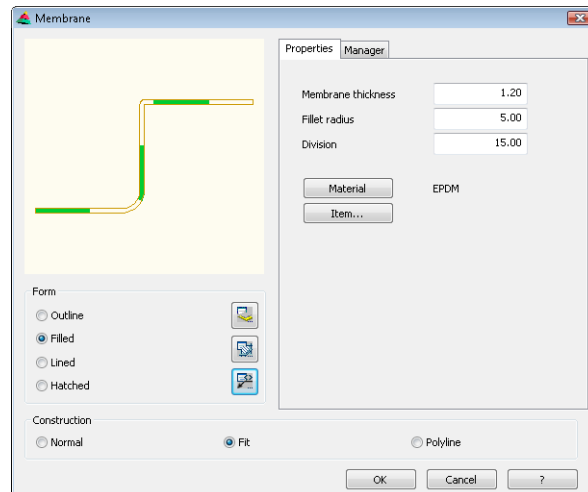 Membrane
Properties
Manager
Membrane thickness 1.20
Fillet radius 5.00
Division 15.00
Material EPDM
Item...
Form
Outline
Filled
Lined
Hatched
Construction
Normal Fit Polyline
OK Cancel ?